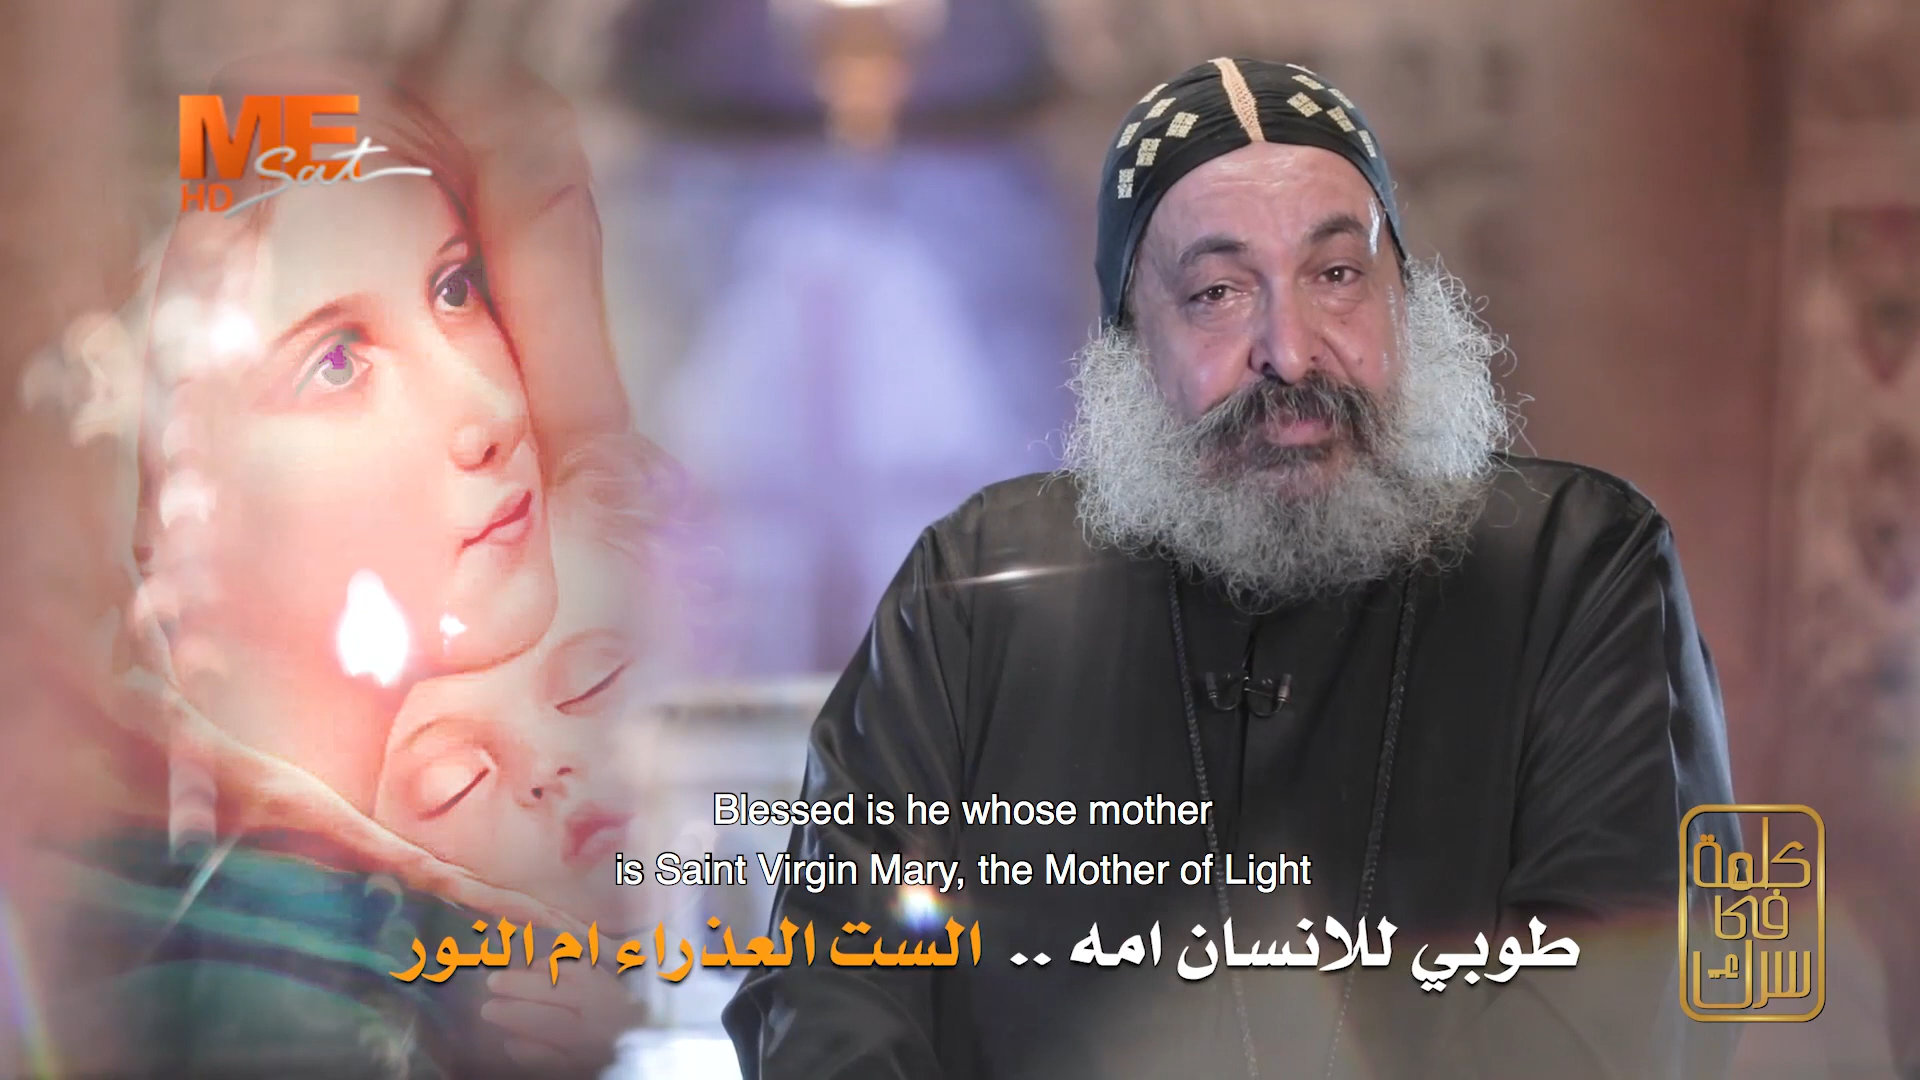 ME
Sat
HD
Blessed is he whose mother
is Saint Virgin Mary, the Mother of Light
طوبي للانسان امه .. الست العذراء ام النور
كلمة
في
سرك